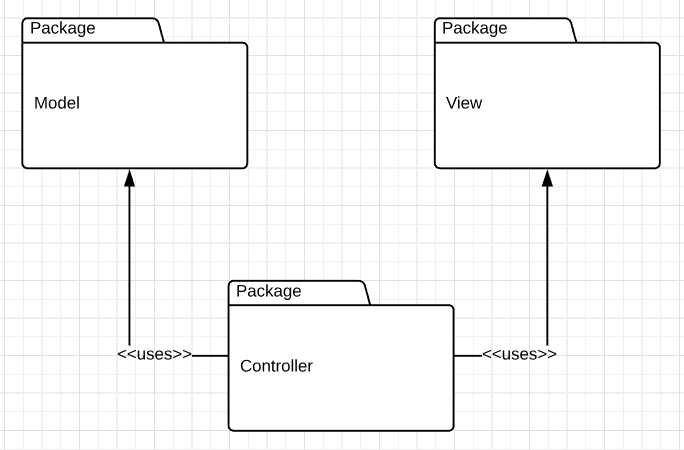 Package
Model
Package
View
Package
Controller
<<uses>>
<<uses>>